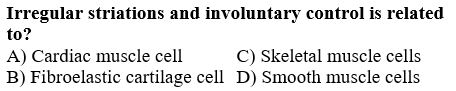 Irregular striations and involuntary control is related
to?
A) Cardiac muscle cell C) Skeletal muscle cells
B) Fibroelastic cartilage cell D) Smooth muscle cells